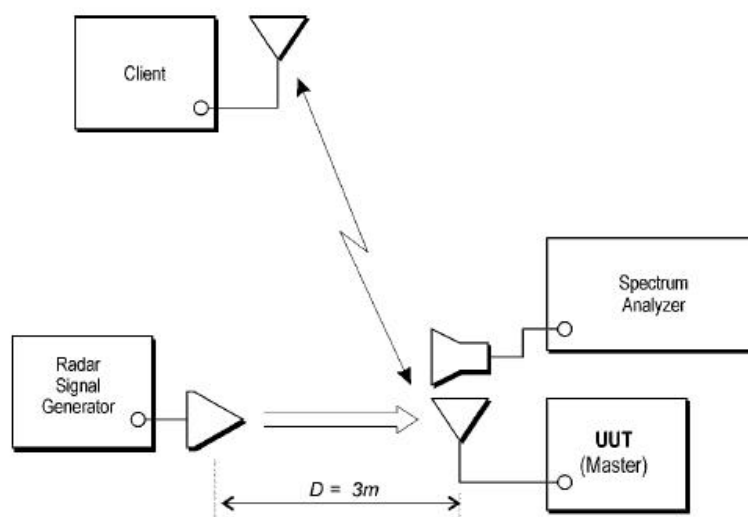 Client
Spectrum
Analyzer
Radar
Signal
Generator
UUT
(Master)
D = 3m